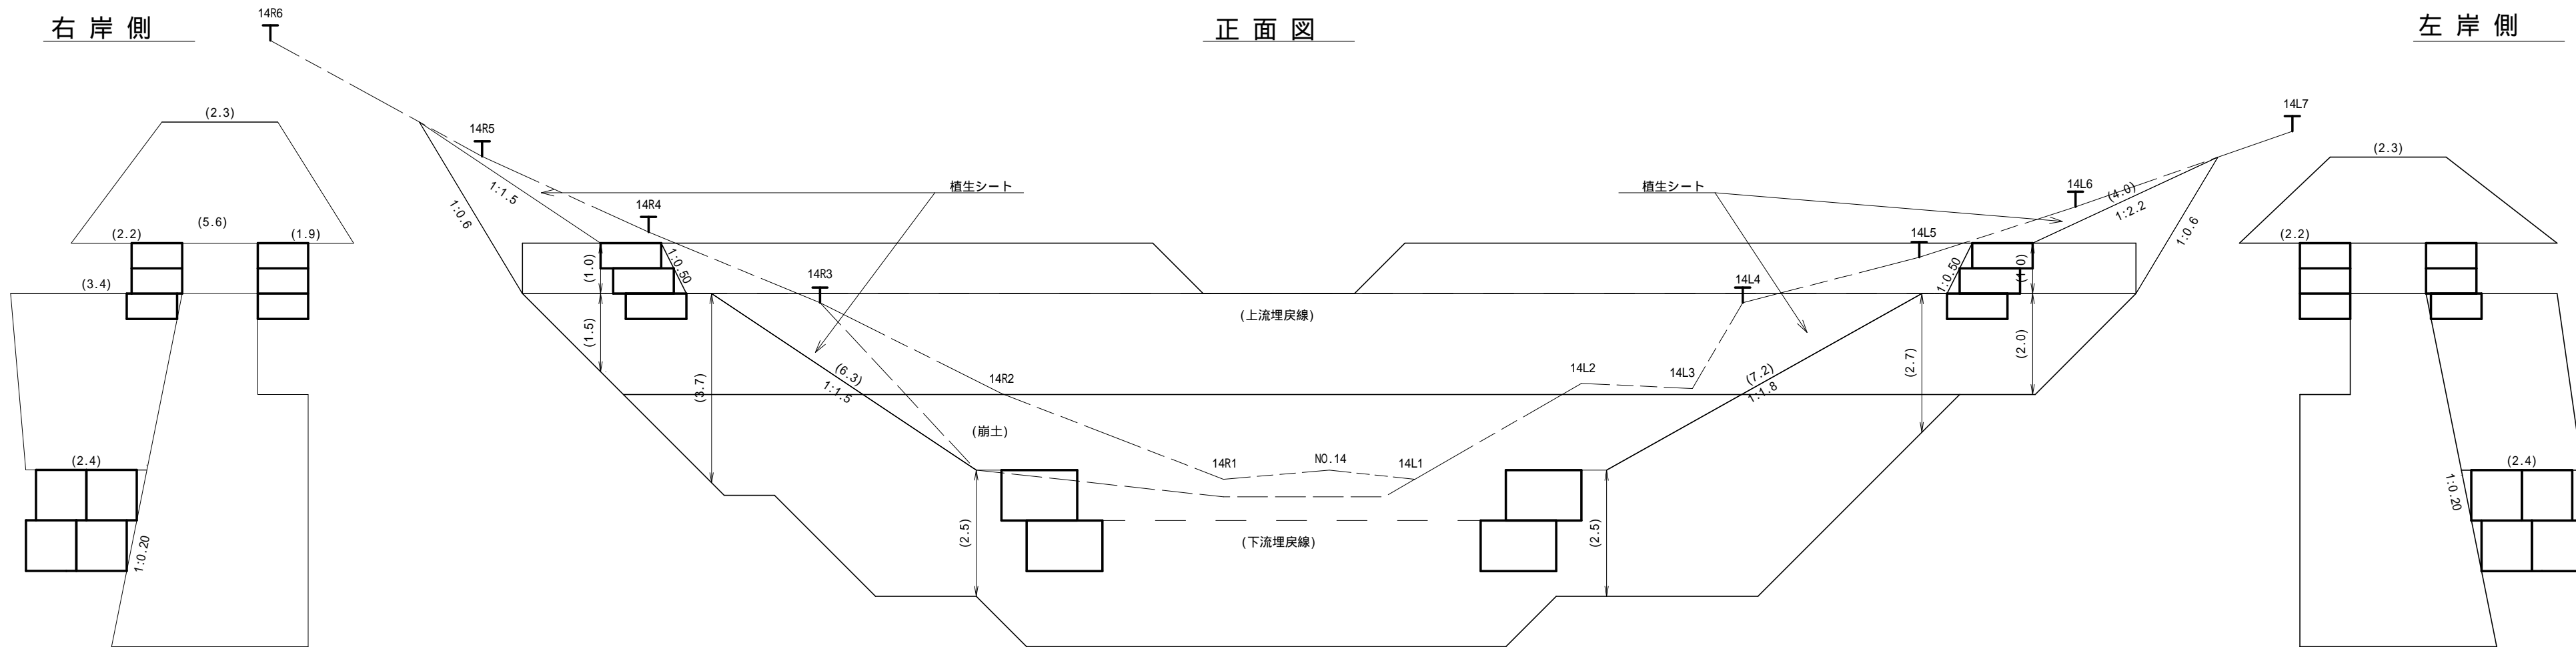 右岸側
14R6
正面図
左岸側
14L7
(2.3)
14R5
(2.3)
1:1.5
植生シート
植生シート
14L6
(4.0)
1:2.2
1:0.6
14R4
1:0.6
(5.6)
(2.2)
(1.9)
14L5
(2.2)
(1.0)
1:0.50
14R3
14L4
1:0.50
(1.0)
(3.4)
(上流埋戻線)
(1.5)
(2.7)
(2.0)
(3.7)
(6.3)
1:1.5
14R2
14L2
14L3
(7.2)
1:1.8
(崩土)
(2.4)
14R1
NO.14
14L1
(2.4)
1:0.20
1:0.20
(2.5)
(下流埋戻線)
(2.5)